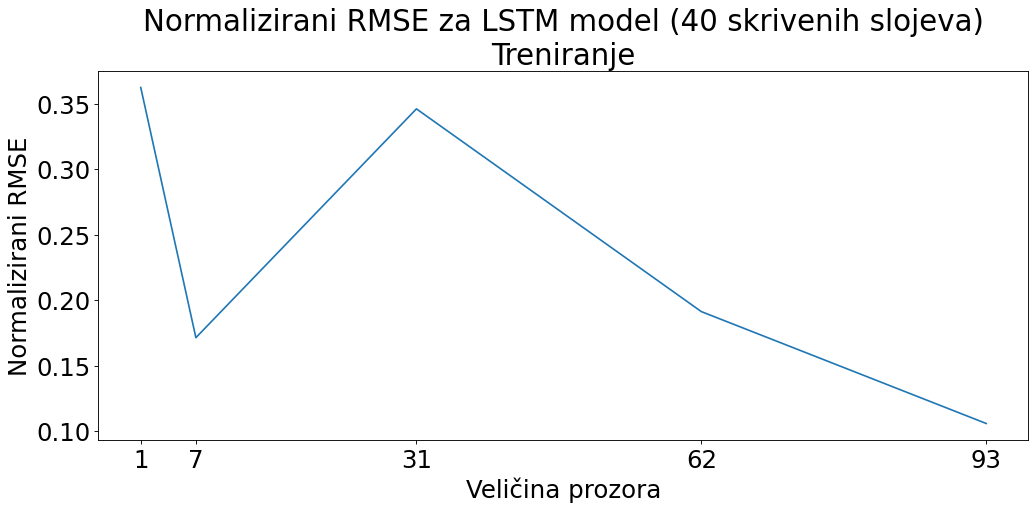 Normalizirani RMSE za LSTM model (40 skrivenih slojeva)
Treniranje
Normalizirani RMSE
0.35
0.30
0.25
0.20
0.15
0.10
1 7 31 62 93
Veličina prozora